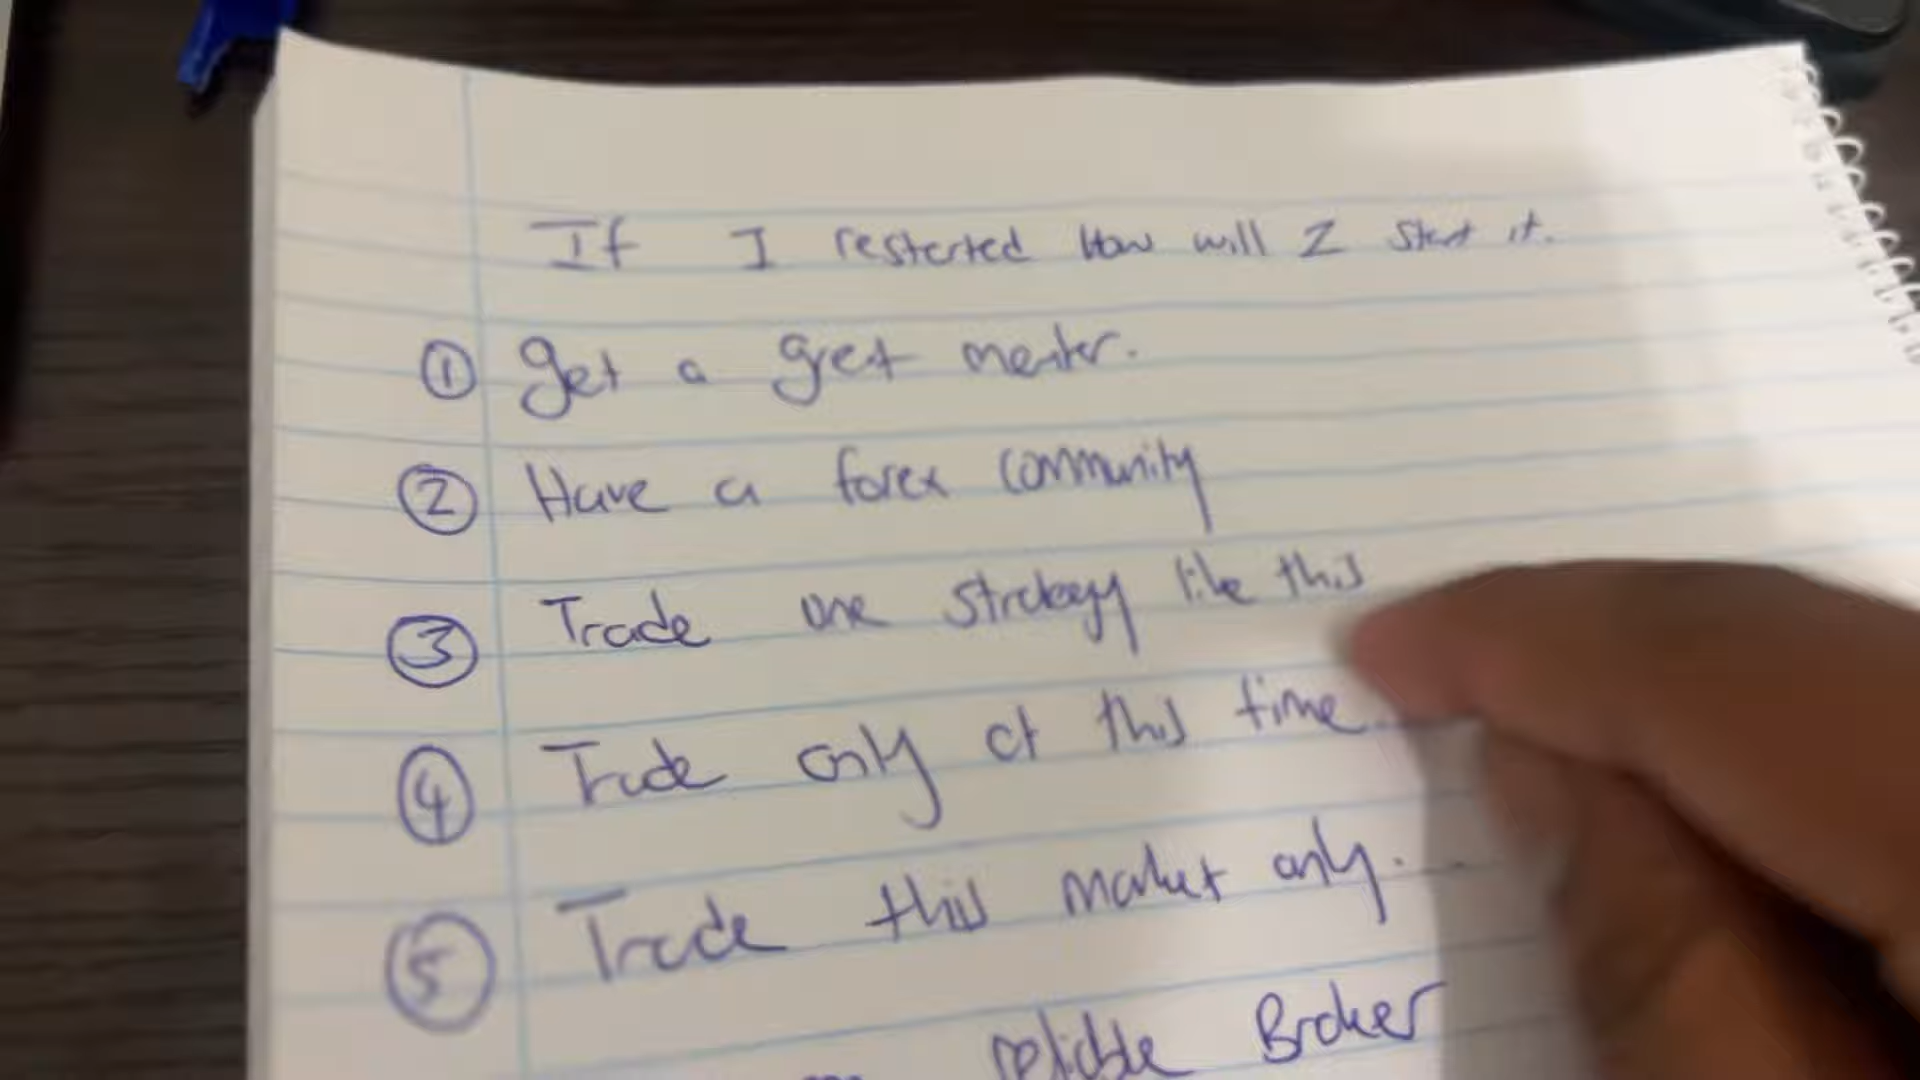 If I restarted How will I start it.
① get a great mentor.
② Have a forex community
③ Trade one strategy like this
④ Trade only at this time
⑤ Trade this market only.
reliable Broker